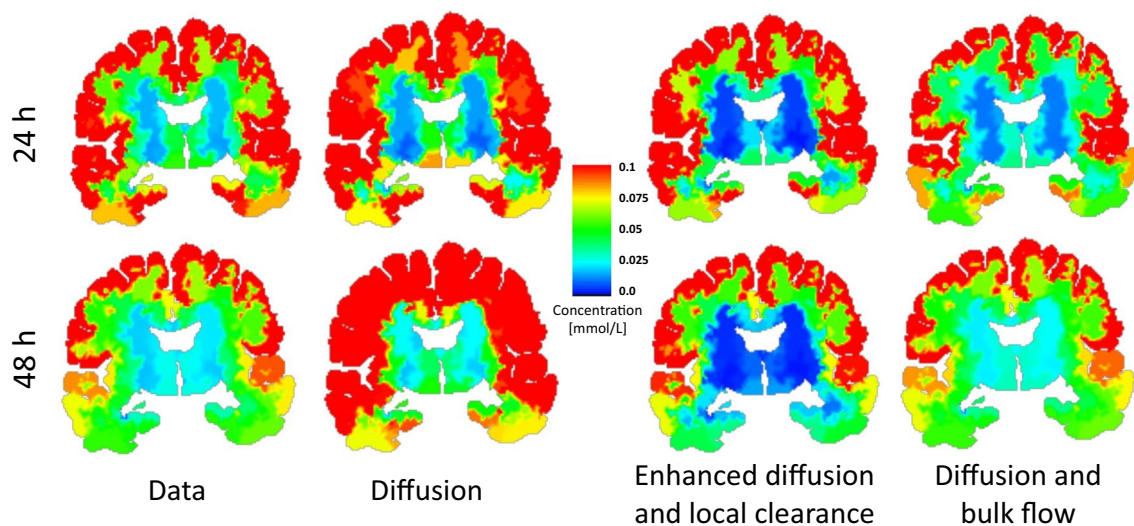 24 h
0.1
0.075
0.05
0.025
0.0
Concentration
[mmol/L]
48 h
Data
Diffusion
Enhanced diffusion
and local clearance
Diffusion and
bulk flow